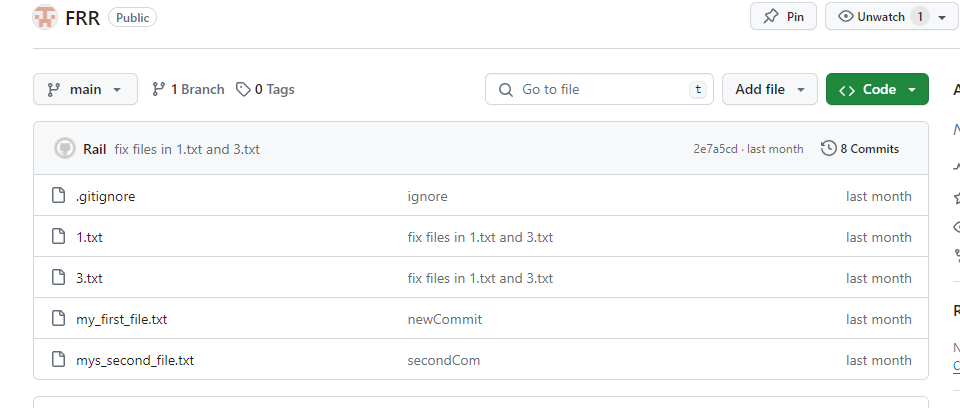 FRR Public Pin Unwatch 1
main 1 Branch 0 Tags Go to file t Add file Code
Rail fix files in 1.txt and 3.txt 2e7a5cd · last month 8 Commits
.gitignore ignore last month
1.txt fix files in 1.txt and 3.txt last month
3.txt fix files in 1.txt and 3.txt last month
my_first_file.txt newCommit last month
mys_second_file.txt secondCom last month